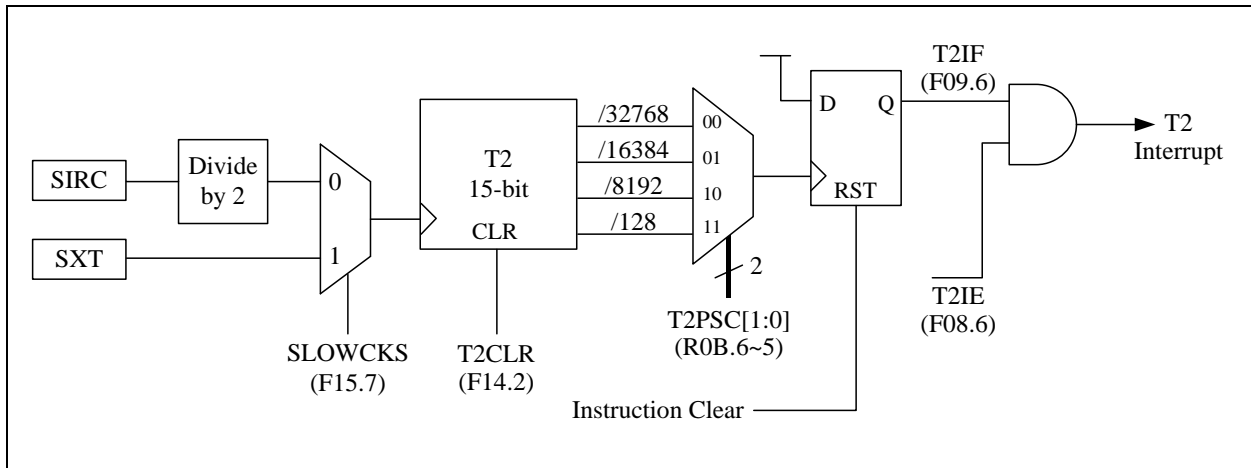 T2IF
(F09.6)
D
Q
RST
T2
Interrupt
/32768
/16384
/8192
/128
00
01
10
11
T2
15-bit
CLR
SIRC
Divide
by 2
0
SXT
1
2
T2IE
(F08.6)
T2PSC[1:0]
(R0B.6~5)
SLOWCKS
(F15.7)
T2CLR
(F14.2)
Instruction Clear